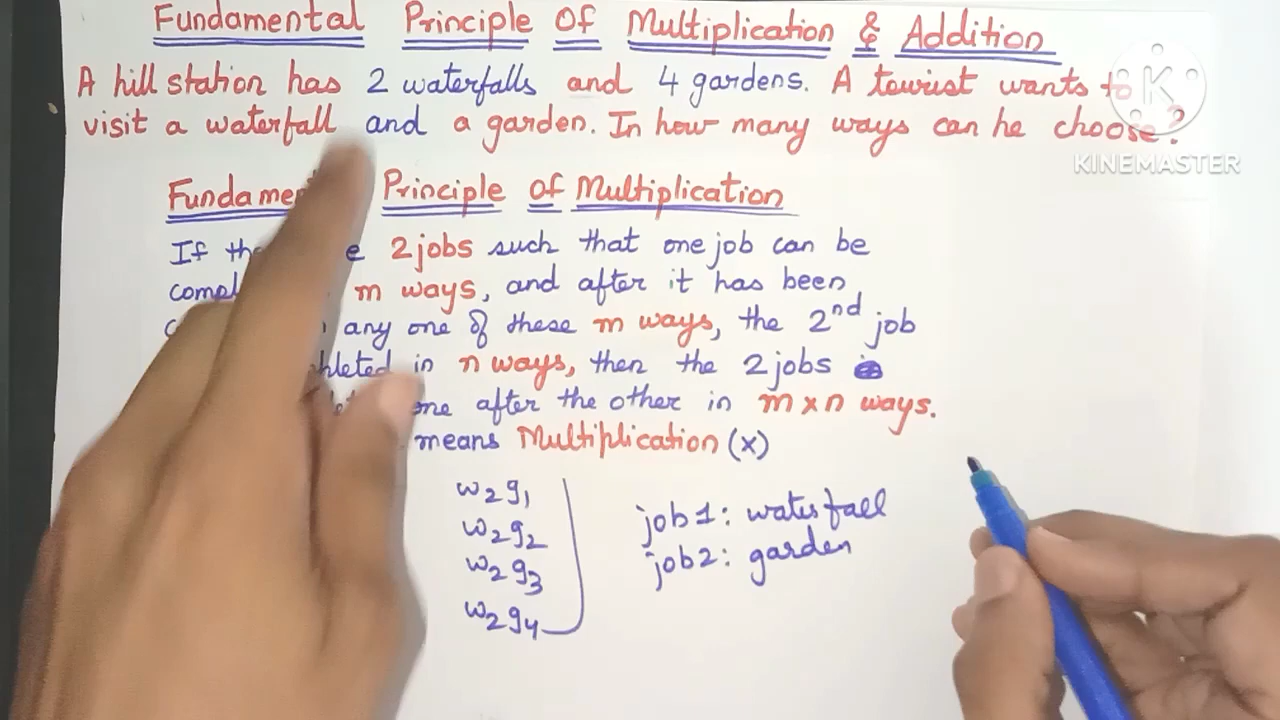 Fundamental Principle Of Multiplication & Addition
A hill station has 2 waterfalls and 4 gardens. A tourist wants to
visit a waterfall and a garden. In how many ways can he choose?
K
KINEMASTER
Principle of Multiplication
If 2 jobs such that one job can be
m ways, and after it has been
any one of these m ways, the 2nd job
in n ways, then the 2 jobs
after the other in m x n ways.
means Multiplication (x)
w2g1
w2g2
w2g3
w2g4
job1: waterfall
job2: garden